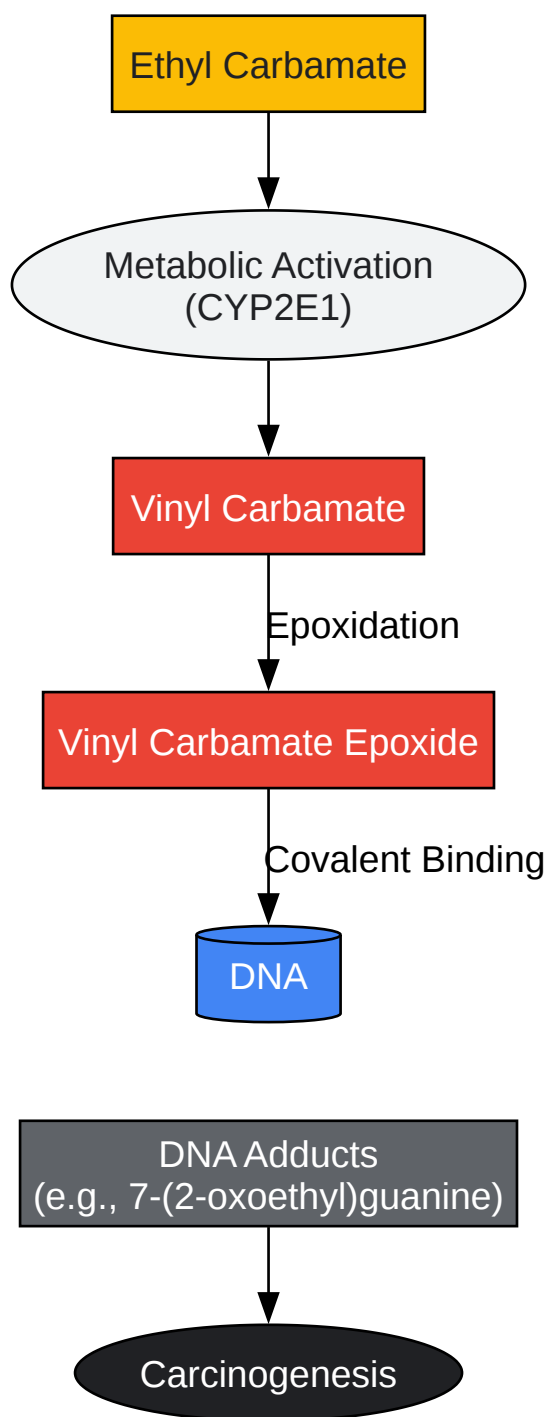 Ethyl Carbamate
Metabolic Activation
(CYP2E1)
Vinyl Carbamate
Epoxidation
Vinyl Carbamate Epoxide
Covalent Binding
DNA
DNA Adducts
(e.g., 7-(2-oxoethyl)guanine)
Carcinogenesis